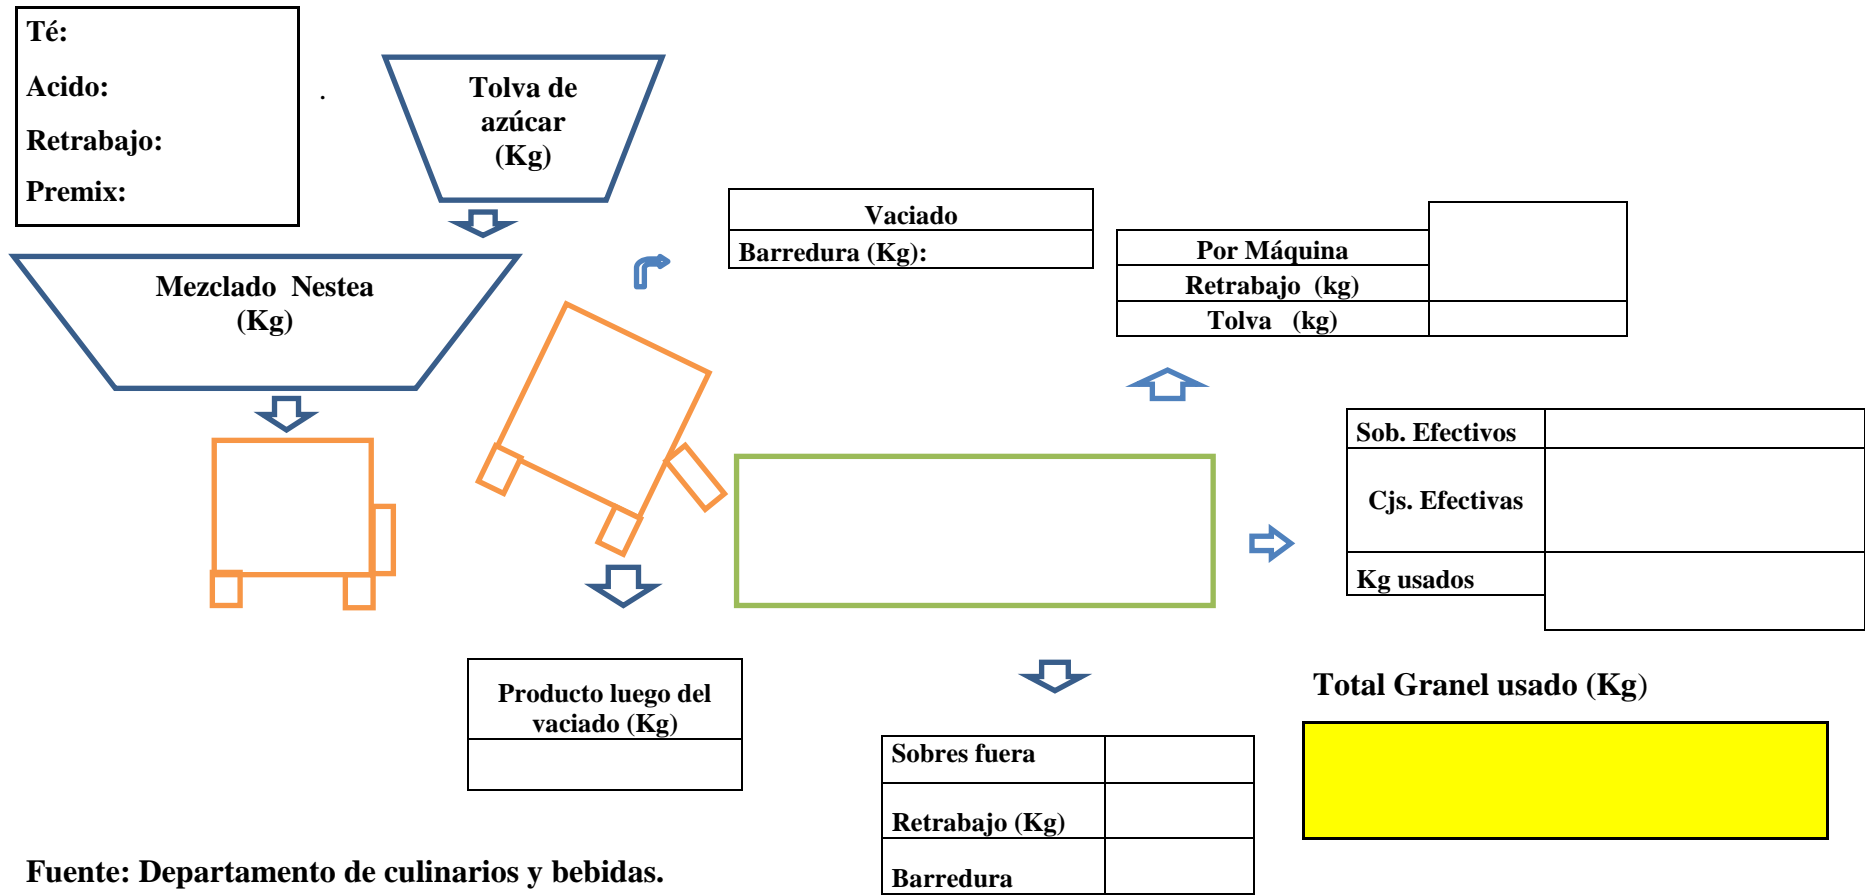 Té:
Acido:
Retrabajo:
Premix:
.
Tolva de
azúcar
(Kg)
Mezclado  Nestea
(Kg)
Vaciado
Barredura (Kg):
Por Máquina
Retrabajo  (kg)
Tolva   (kg)
Sob. Efectivos
Cjs. Efectivas
Kg usados
Producto luego del
vaciado (Kg)
Total Granel usado (Kg)
Sobres fuera
Retrabajo (Kg)
Barredura
Fuente: Departamento de culinarios y bebidas.